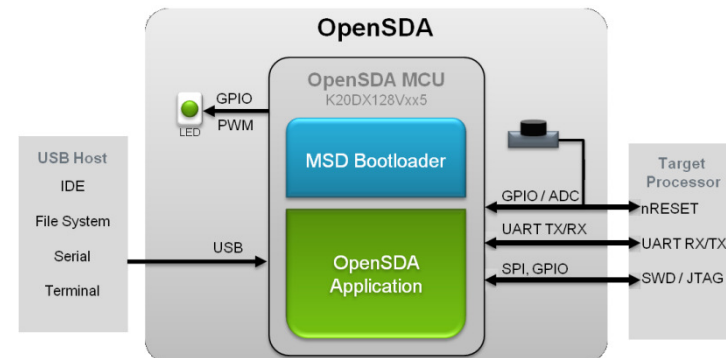 OpenSDA
OpenSDA MCU
K20DX128Vxx5
GPIO
PWM
LED
MSD Bootloader
OpenSDA
Application
USB Host
IDE
File System
Serial
Terminal
USB
GPIO / ADC
UART TX/RX
SPI, GPIO
Target
Processor
nRESET
UART RX/TX
SWD / JTAG